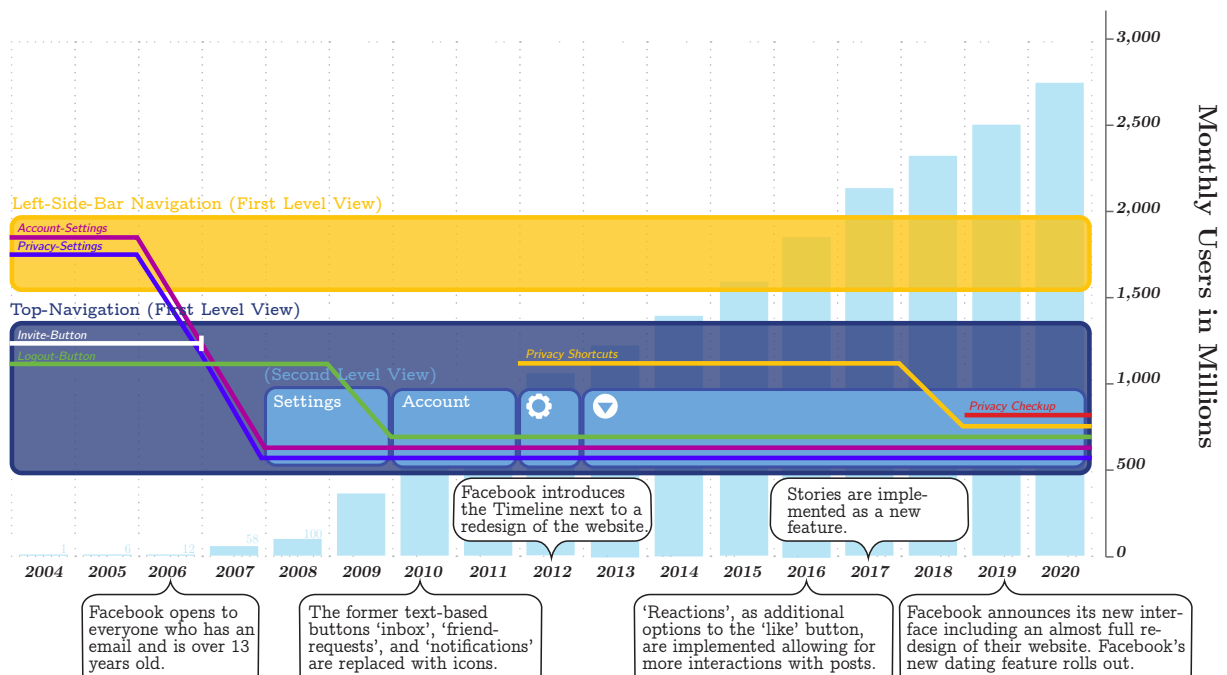 3,000
2,500
2,000
1,500
1,000
500
0
Monthly Users in Millions
Left-Side-Bar Navigation (First Level View)
Account-Settings
Privacy-Settings
Top-Navigation (First Level View)
Invite-Button
Logout-Button
Privacy Shortcuts
(Second Level View)
Settings
Account
Privacy Checkup
Facebook introduces
the Timeline next to a
redesign of the website.
Stories are imple-
mented as a new
feature.
1
6
12
58
100
2004
2005
2006
2007
2008
2009
2010
2011
2012
2013
2014
2015
2016
2017
2018
2019
2020
Facebook opens to
everyone who has an
email and is over 13
years old.
The former text-based
buttons ‘inbox’, ‘friend-
requests’, and ‘notifications’
are replaced with icons.
‘Reactions’, as additional
options to the ‘like’ button,
are implemented allowing for
more interactions with posts.
Facebook announces its new inter-
face including an almost full re-
design of their website. Facebook’s
new dating feature rolls out.